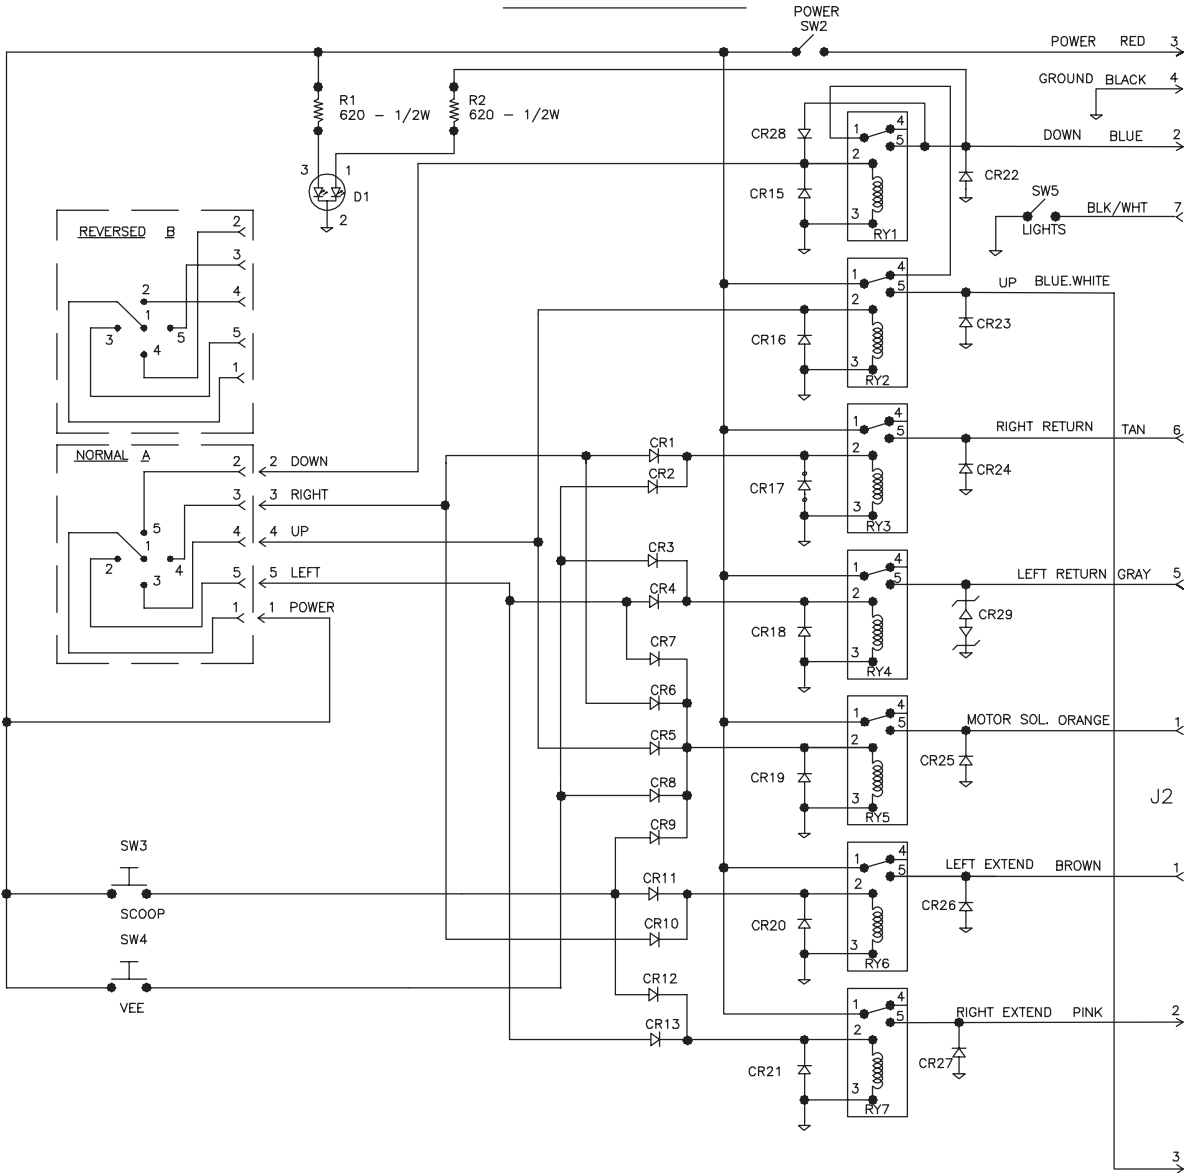 POWER
SW2
POWER RED 3
GROUND BLACK 4
R1
620 - 1/2W
R2
620 - 1/2W
CR28
1
4
5
2
3
RY1
DOWN BLUE 2
3
1
D1
2
CR15
CR22
SW5
LIGHTS
BLK/WHT 7
REVERSED B
2
3
4
5
1
2
1
3
5
4
1
4
5
2
3
RY2
UP BLUE.WHITE
CR16
CR23
NORMAL A
2 2 DOWN
3 3 RIGHT
4 4 UP
5 5 LEFT
1 1 POWER
5
1
2
4
3
CR1
CR2
CR3
CR4
CR7
CR6
CR5
CR8
CR9
CR11
CR10
CR12
CR13
1
4
5
2
3
RY3
RIGHT RETURN TAN 6
CR17
CR24
1
4
5
2
3
RY4
LEFT RETURN GRAY 5
CR18
CR29
1
4
5
2
3
RY5
MOTOR SOL. ORANGE 1
CR19
CR25
J2
SW3
SCOOP
SW4
VEE
1
4
5
2
3
RY6
LEFT EXTEND BROWN 1
CR20
CR26
1
4
5
2
3
RY7
RIGHT EXTEND PINK 2
CR21
CR27
3